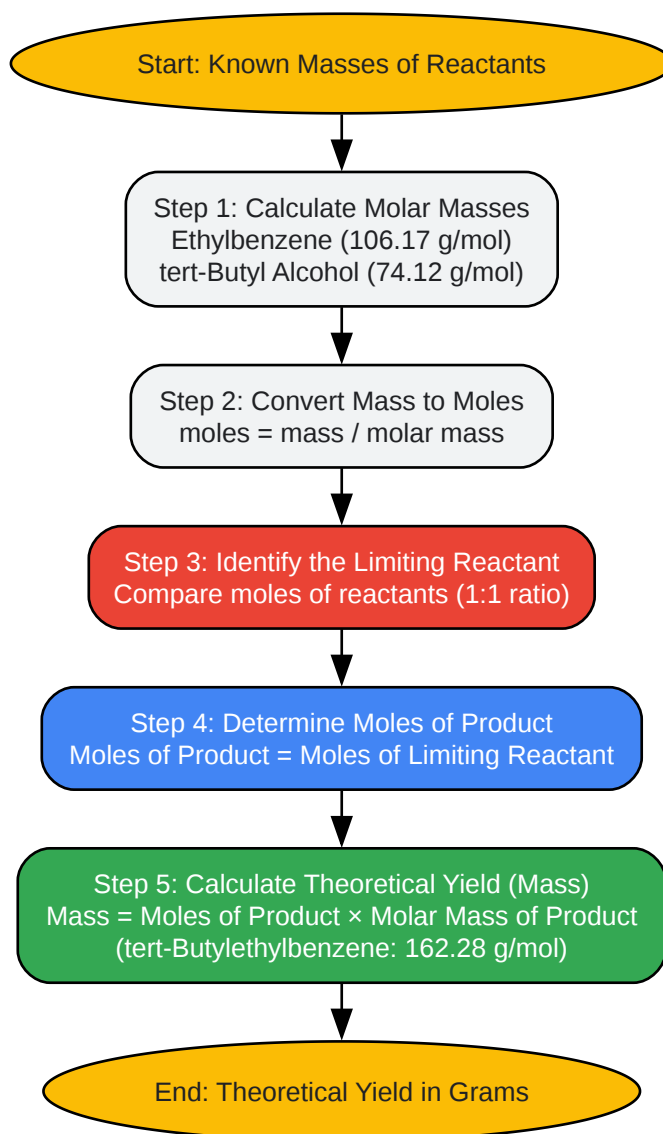 Start: Known Masses of Reactants
Step 1: Calculate Molar Masses
Ethylbenzene (106.17 g/mol)
tert-Butyl Alcohol (74.12 g/mol)
Step 2: Convert Mass to Moles
moles = mass / molar mass
Step 3: Identify the Limiting Reactant
Compare moles of reactants (1:1 ratio)
Step 4: Determine Moles of Product
Moles of Product = Moles of Limiting Reactant
Step 5: Calculate Theoretical Yield (Mass)
Mass = Moles of Product × Molar Mass of Product
(tert-Butylethylbenzene: 162.28 g/mol)
End: Theoretical Yield in Grams